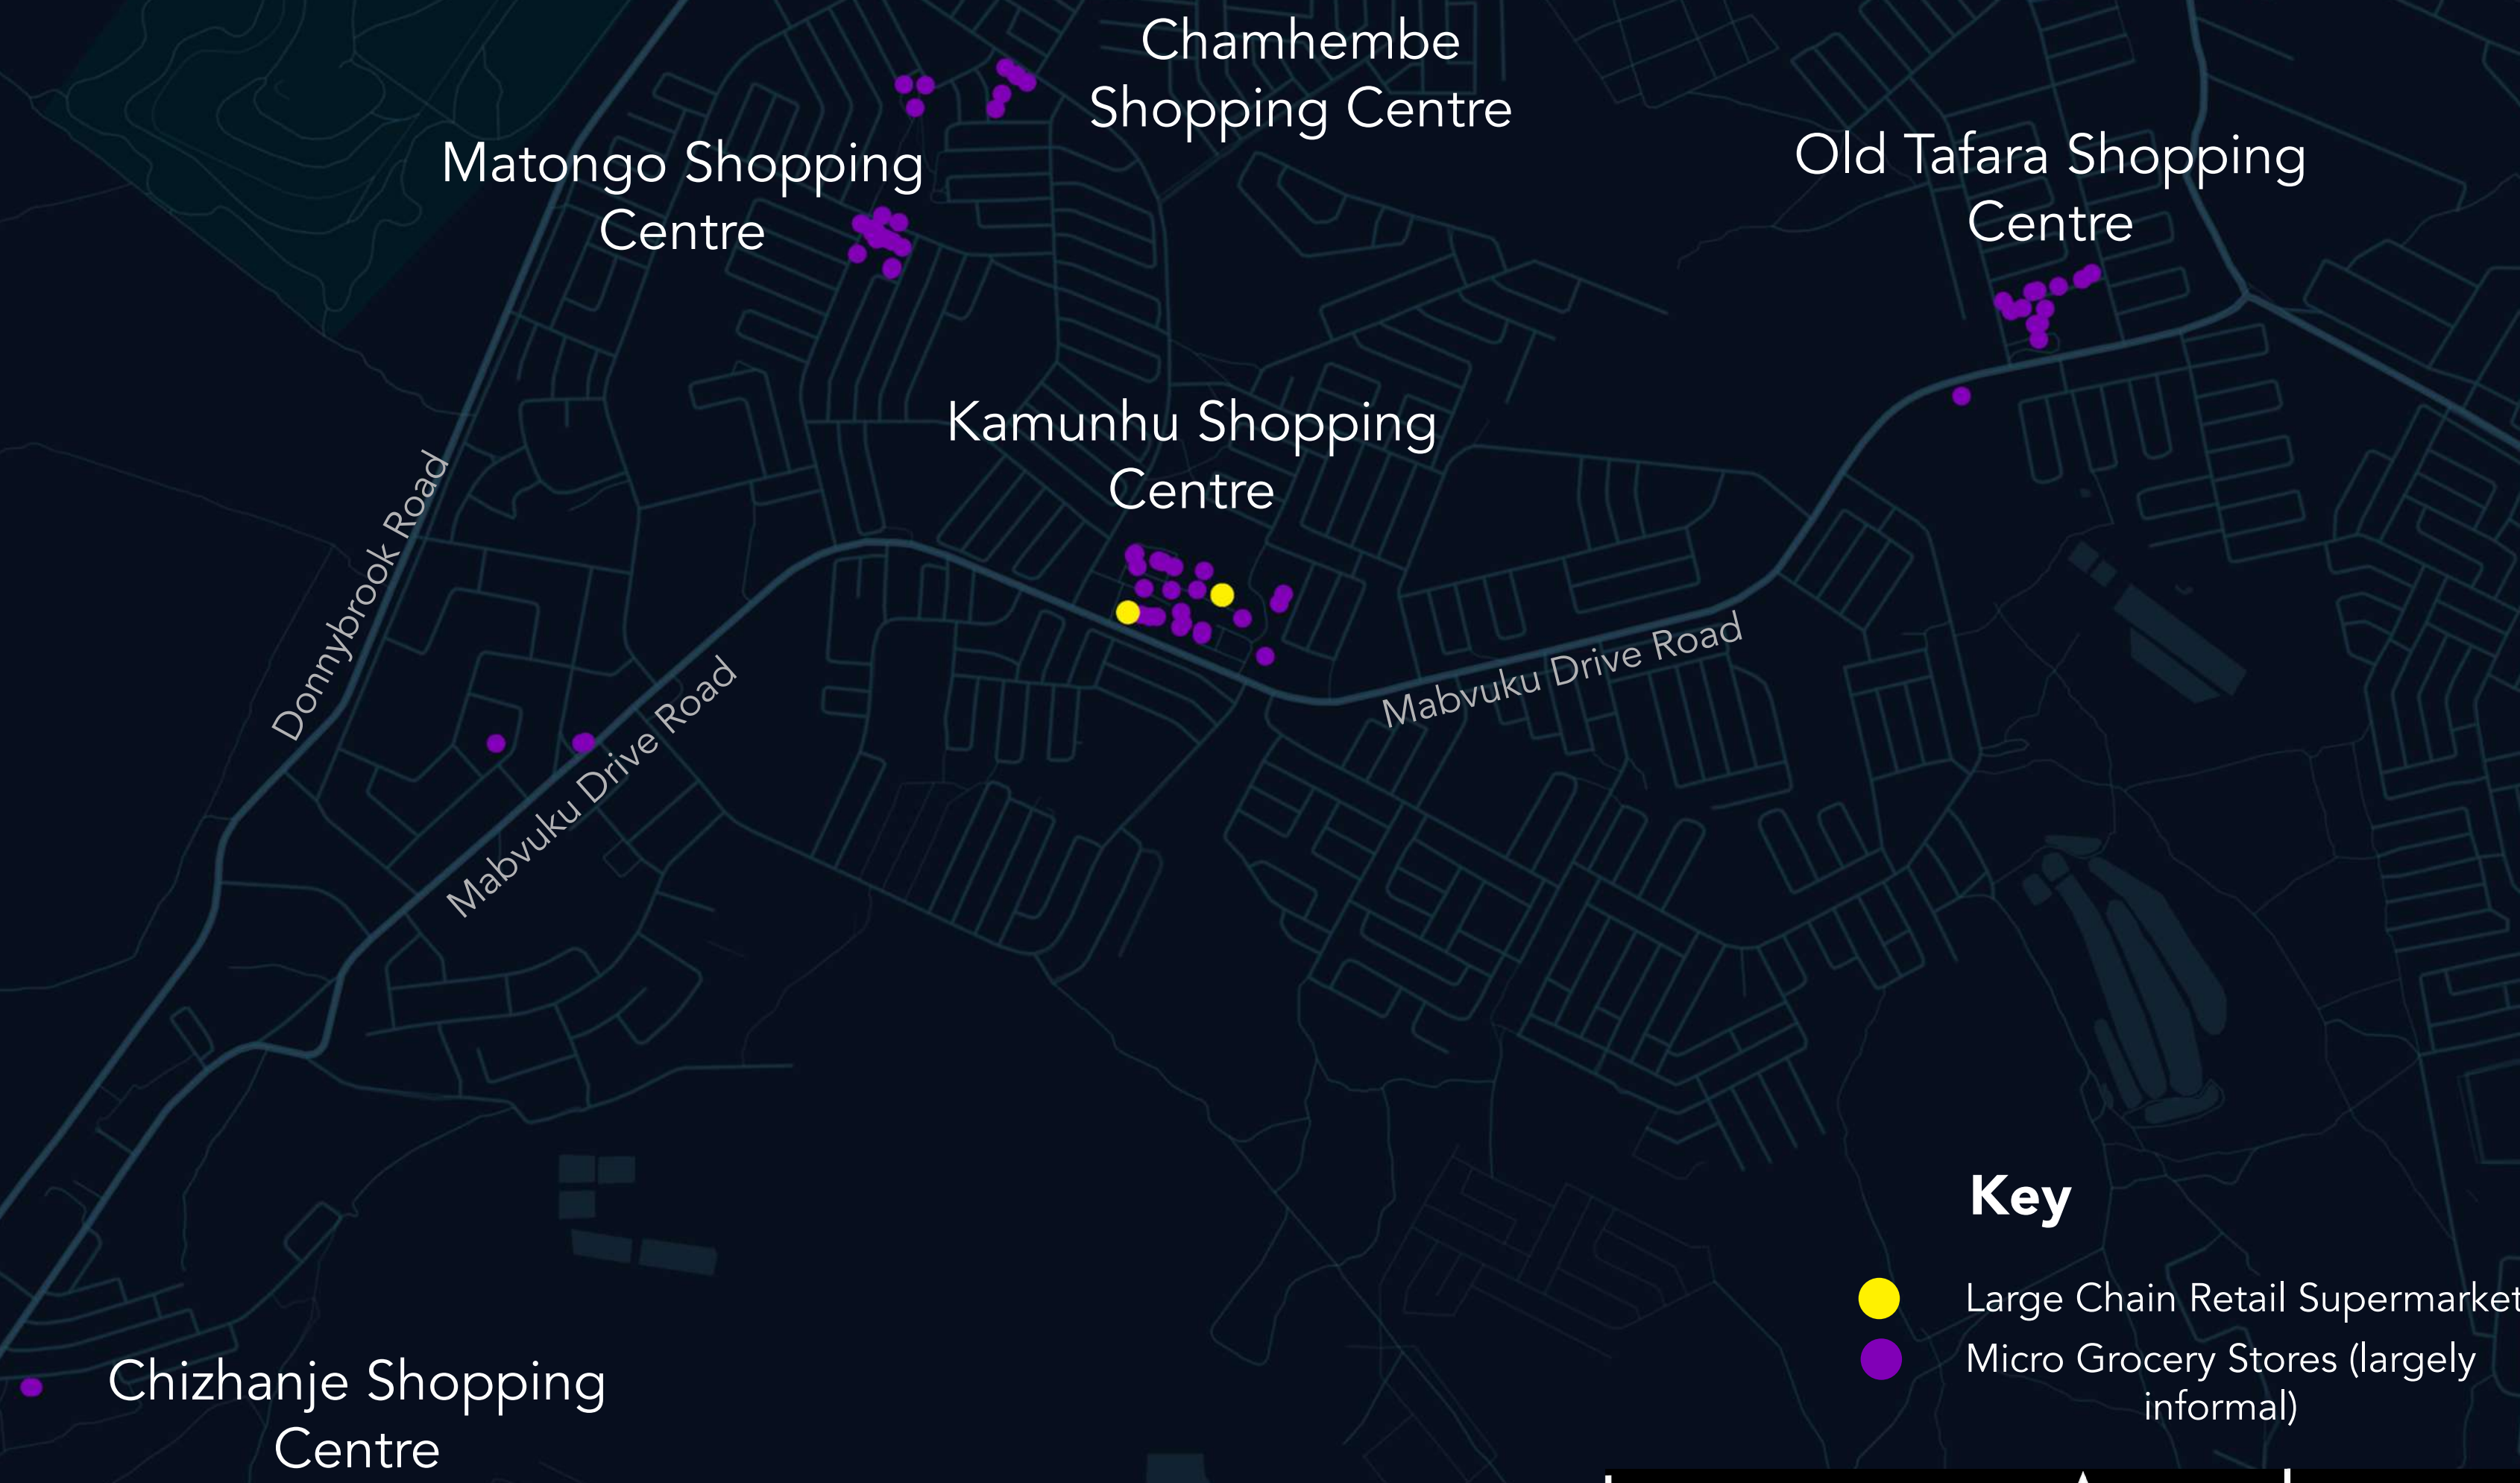 Chamhembe
Shopping Centre
Matongo Shopping
Centre
Old Tafara Shopping
Centre
Kamunhu Shopping
Centre
Donnybrook Road
Mabvuku Drive Road
Mabvuku Drive Road
Key
Large Chain Retail Supermarket
Micro Grocery Stores (largely
informal)
Chizhanje Shopping
Centre